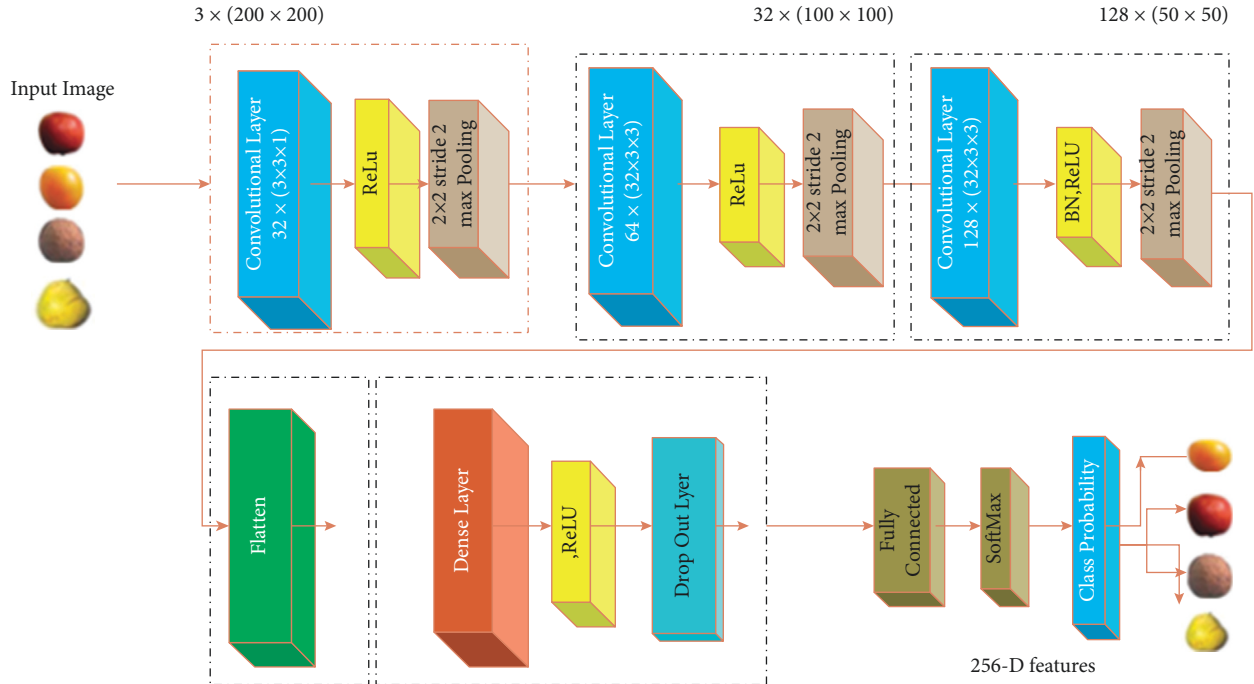 3 × (200 × 200)
32 × (100 × 100)
128 × (50 × 50)
Input Image
Convolutional Layer
32 × (3×3×1)
ReLu
2×2 stride 2
max Pooling
Convolutional Layer
64 × (32×3×3)
ReLu
2×2 stride 2
max Pooling
Convolutional Layer
128 × (32×3×3)
BN,ReLU
2×2 stride 2
max Pooling
Flatten
Dense Layer
,ReLU
Drop Out Lyer
Fully
Connected
SoftMax
Class Probability
256-D features